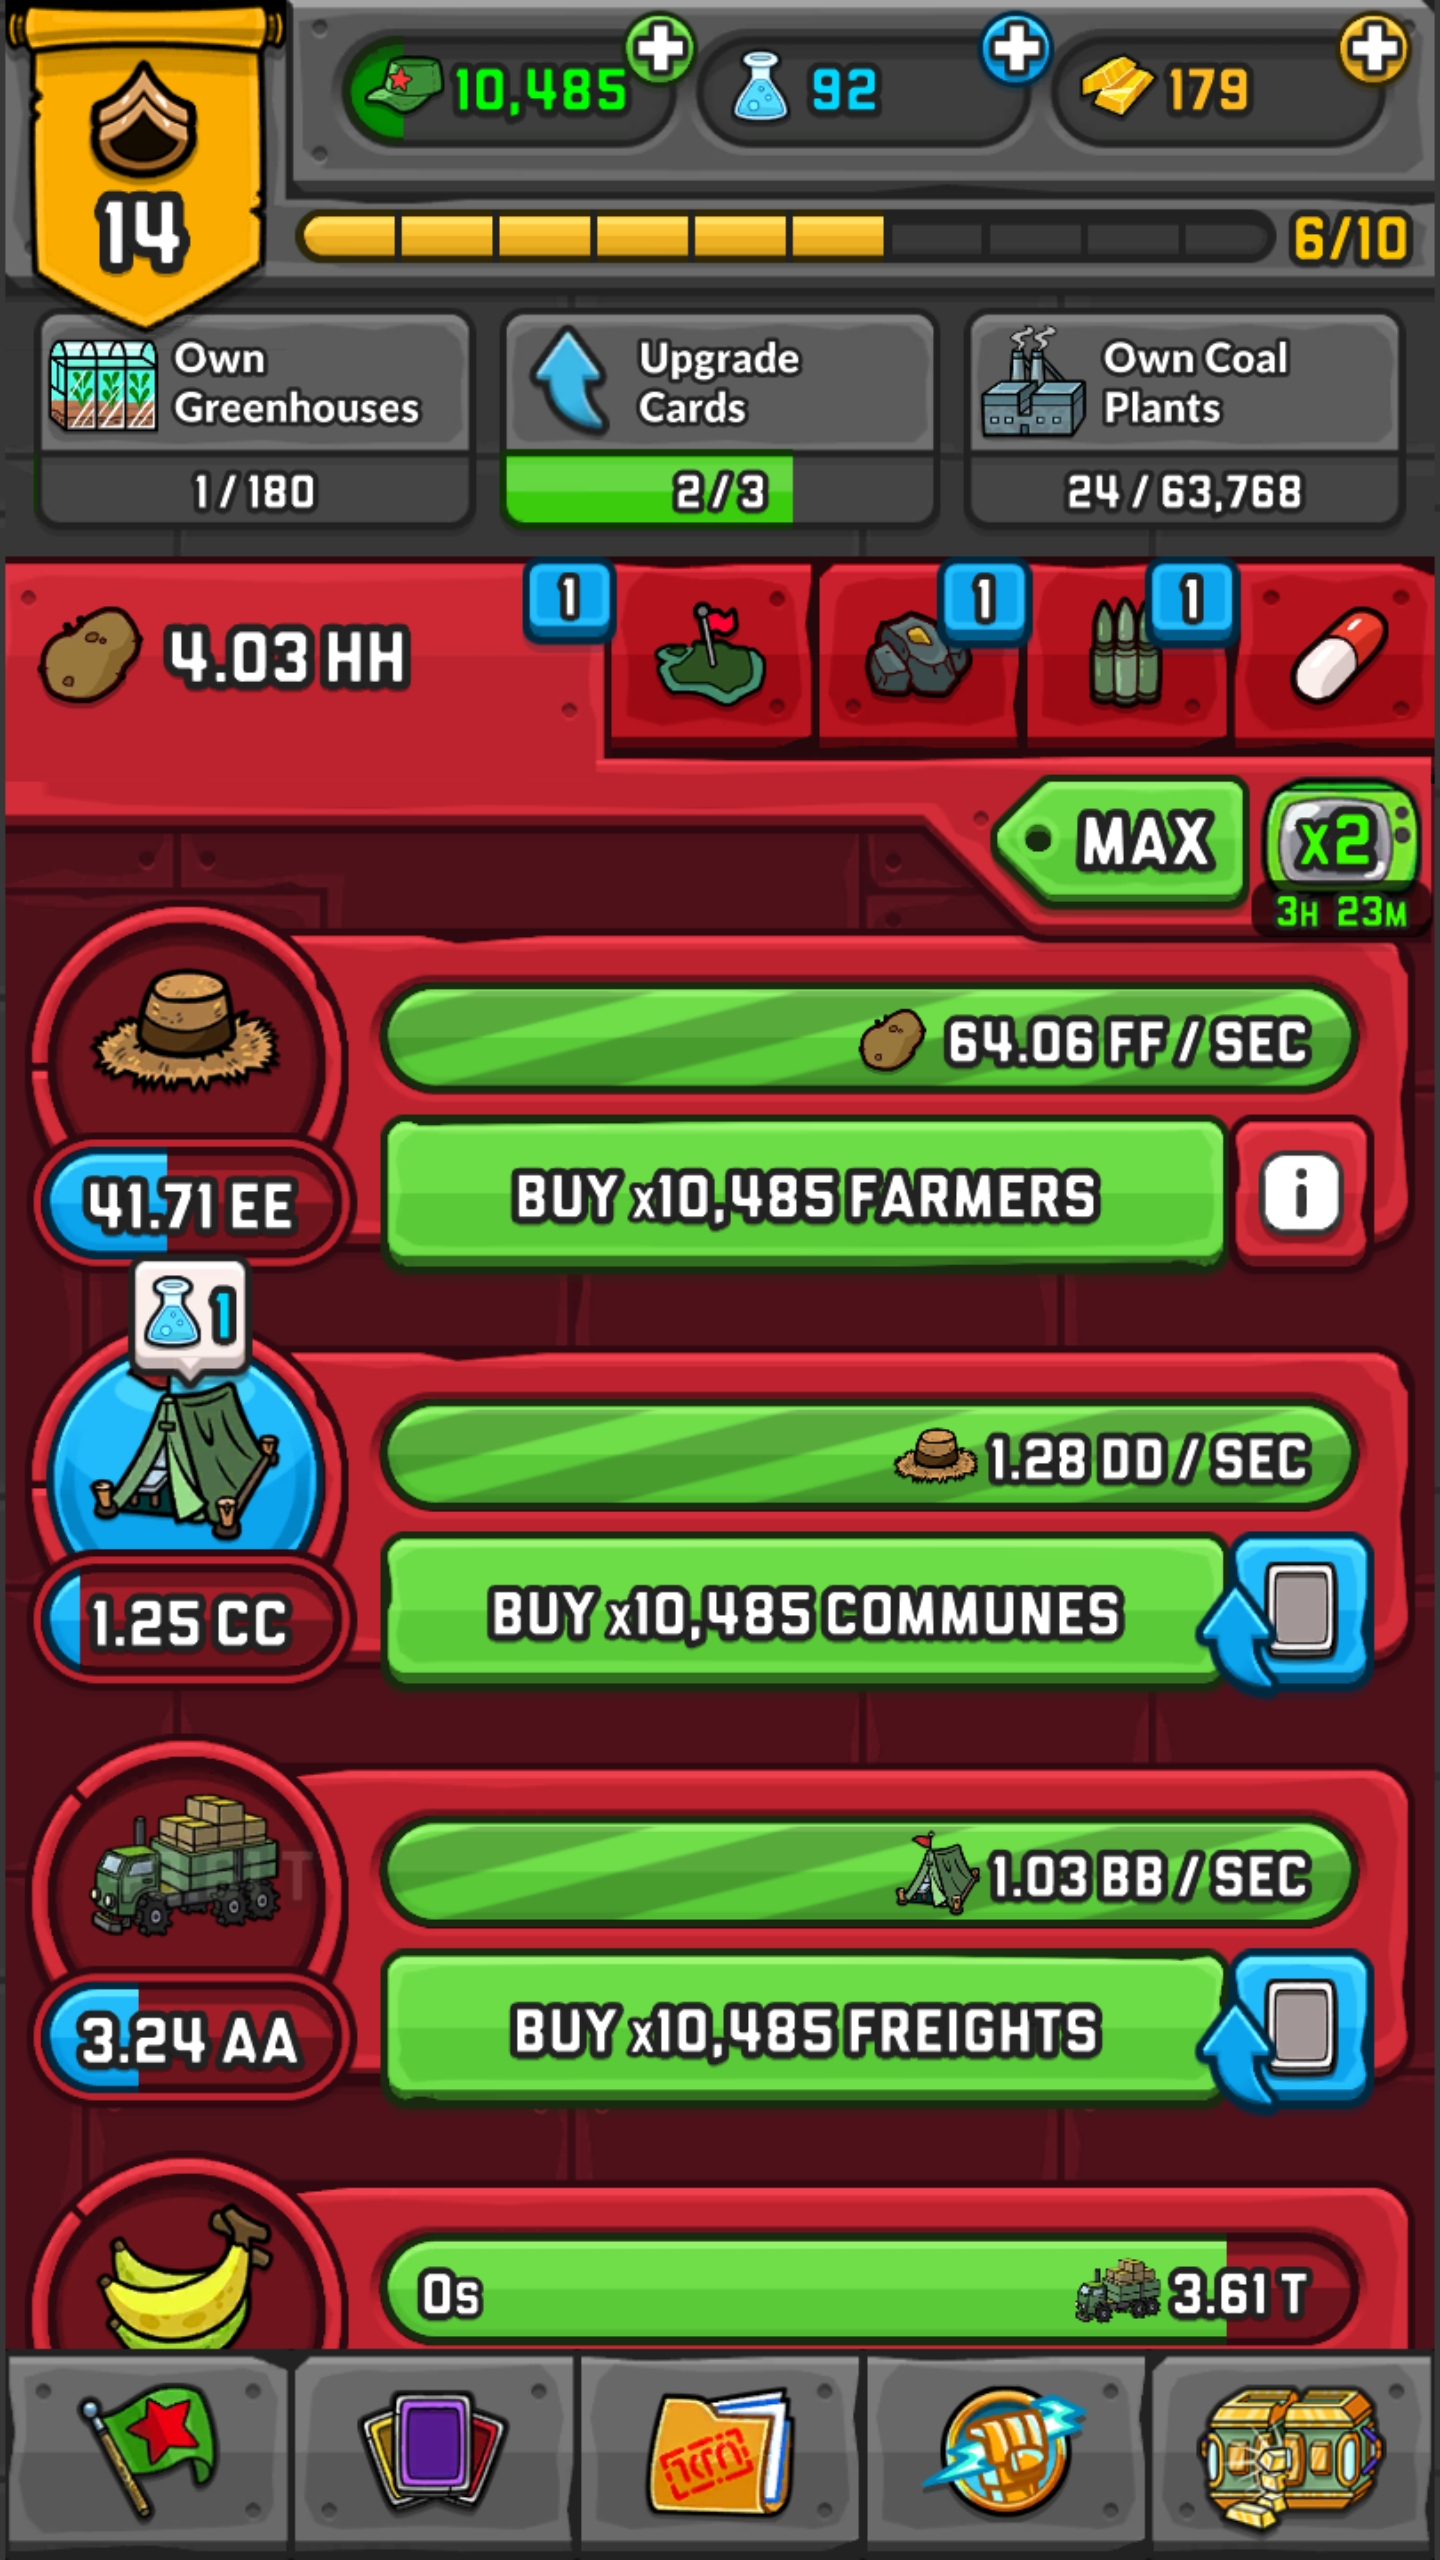 10,485
92
179
14
6/10
Own
Greenhouses
1/180
Upgrade
Cards
2/3
Own Coal
Plants
24/63,768
4.03 HH
1
1
1
MAX
x2
3H 23M
64.06 FF/SEC
BUY x10,485 FARMERS
i
41.71 EE
1
1.28 DD/SEC
BUY x10,485 COMMUNES
1.25 CC
1.03 BB/SEC
BUY x10,485 FREIGHTS
3.24 AA
0s
3.61 T